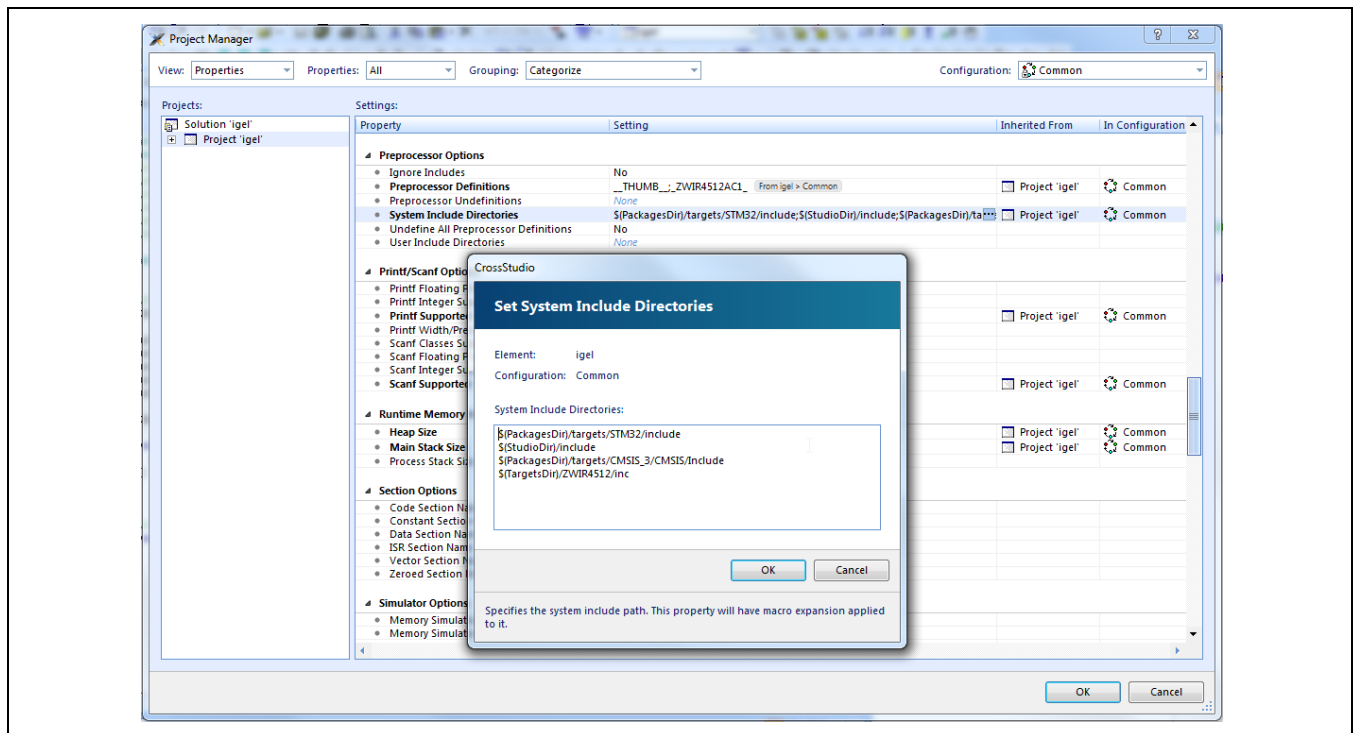 Project Manager
View: Properties Properties: All Grouping: Categorize Configuration: Common
Projects: Settings:
Solution 'igel'
Project 'igel'
Property Setting Inherited From In Configuration
Preprocessor Options
Ignore Includes No
Preprocessor Definitions __THUMB__;_ZWIR4512AC1_ From igel > Common Project 'igel' Common
Preprocessor Undefinitions None
System Include Directories $(PackagesDir)/targets/STM32/include;$(StudioDir)/include;$(PackagesDir)/ta ... Project 'igel' Common
Undefine All Preprocessor Definitions No
User Include Directories None
Printf/Scanf Optio
Printf Floating P
Printf Integer Su
Printf Supporte Project 'igel' Common
Printf Width/Pre
Scanf Classes Su
Scanf Floating P
Scanf Integer Su
Scanf Supporte Project 'igel' Common
Runtime Memory
Heap Size Project 'igel' Common
Main Stack Size Project 'igel' Common
Process Stack Si
Section Options
Code Section Na
Constant Sectio
Data Section Na
ISR Section Nam
Vector Section N
Zeroed Section
Simulator Options
Memory Simulat
Memory Simulat
CrossStudio
Set System Include Directories
Element: igel
Configuration: Common
System Include Directories:
$(PackagesDir)/targets/STM32/include
$(StudioDir)/include
$(PackagesDir)/targets/CMSIS_3/CMSIS/Include
$(TargetsDir)/ZWIR4512/inc
OK Cancel
Specifies the system include path. This property will have macro expansion applied
to it.
OK Cancel